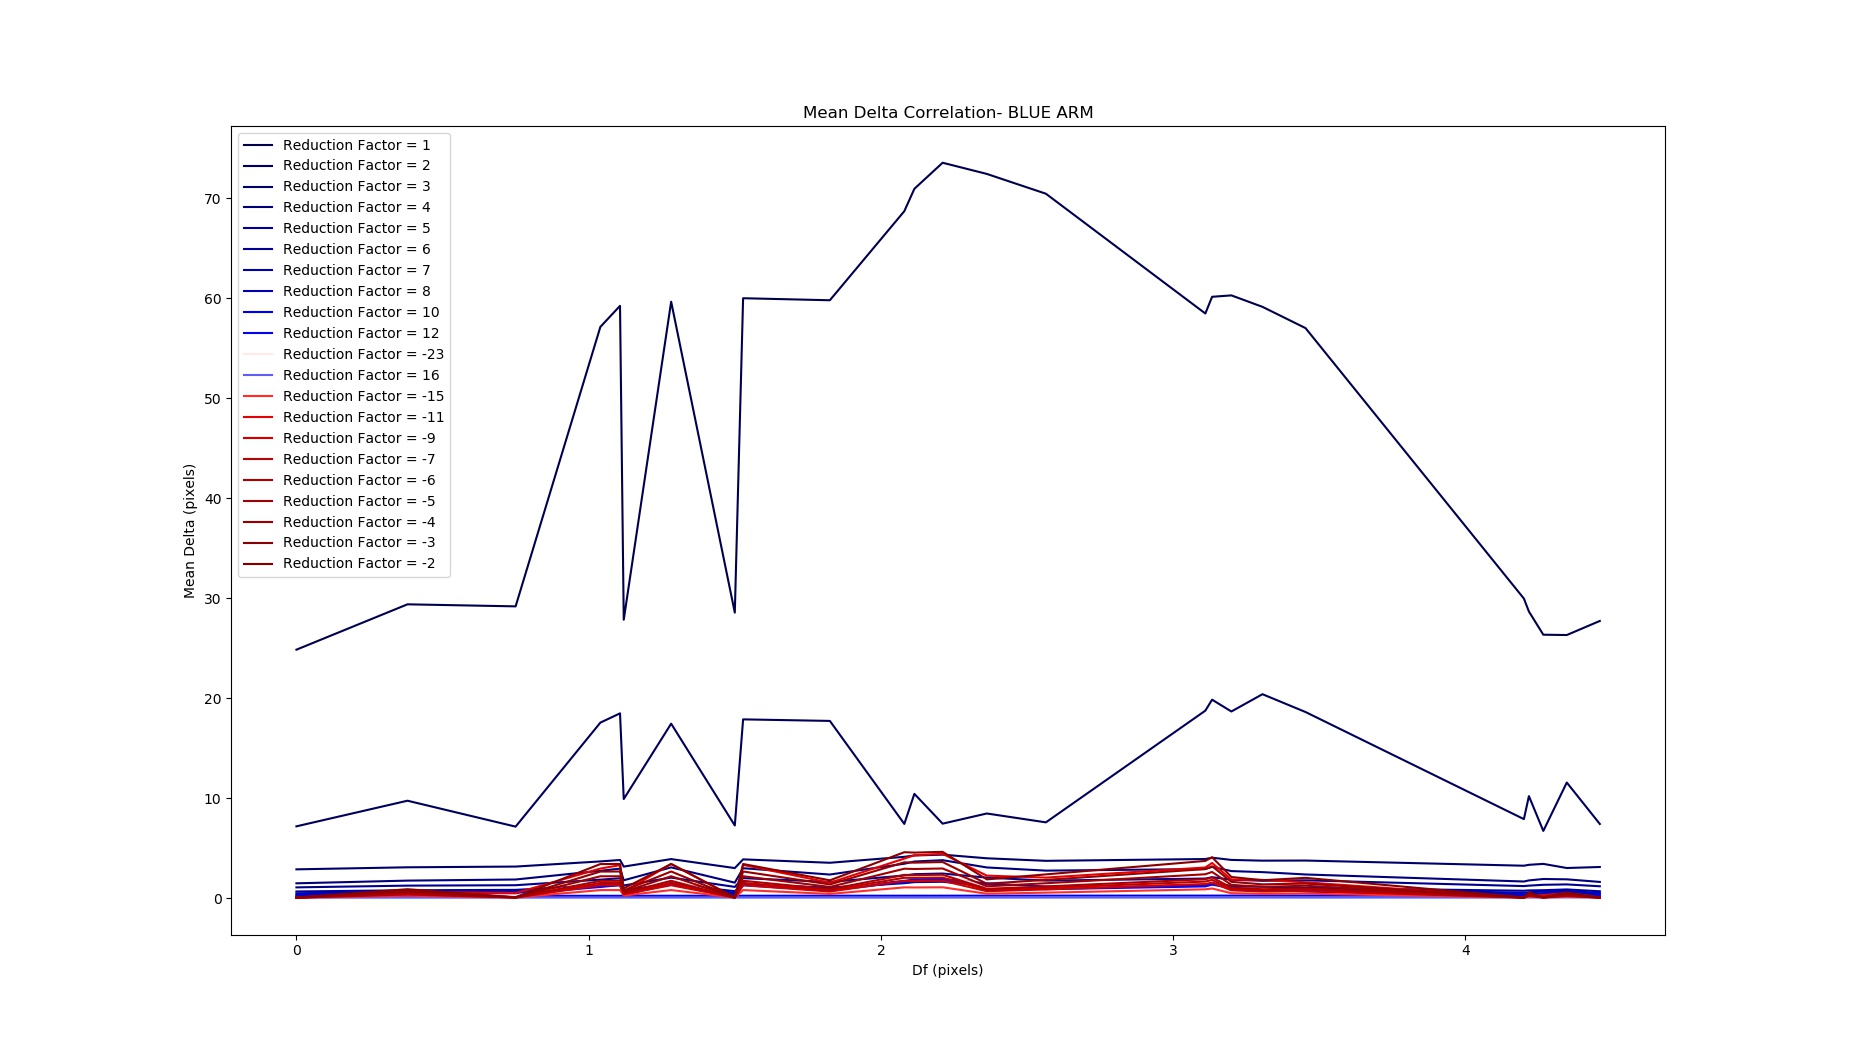 Mean Delta Correlation- BLUE ARM
Reduction Factor = 1
Reduction Factor = 2
Reduction Factor = 3
Reduction Factor = 4
Reduction Factor = 5
Reduction Factor = 6
Reduction Factor = 7
Reduction Factor = 8
Reduction Factor = 10
Reduction Factor = 12
Reduction Factor = -23
Reduction Factor = 16
Reduction Factor = -15
Reduction Factor = -11
Reduction Factor = -9
Reduction Factor = -7
Reduction Factor = -6
Reduction Factor = -5
Reduction Factor = -4
Reduction Factor = -3
Reduction Factor = -2
Mean Delta (pixels)
70
60
50
40
30
20
10
0
0 1 2 3 4
Df (pixels)